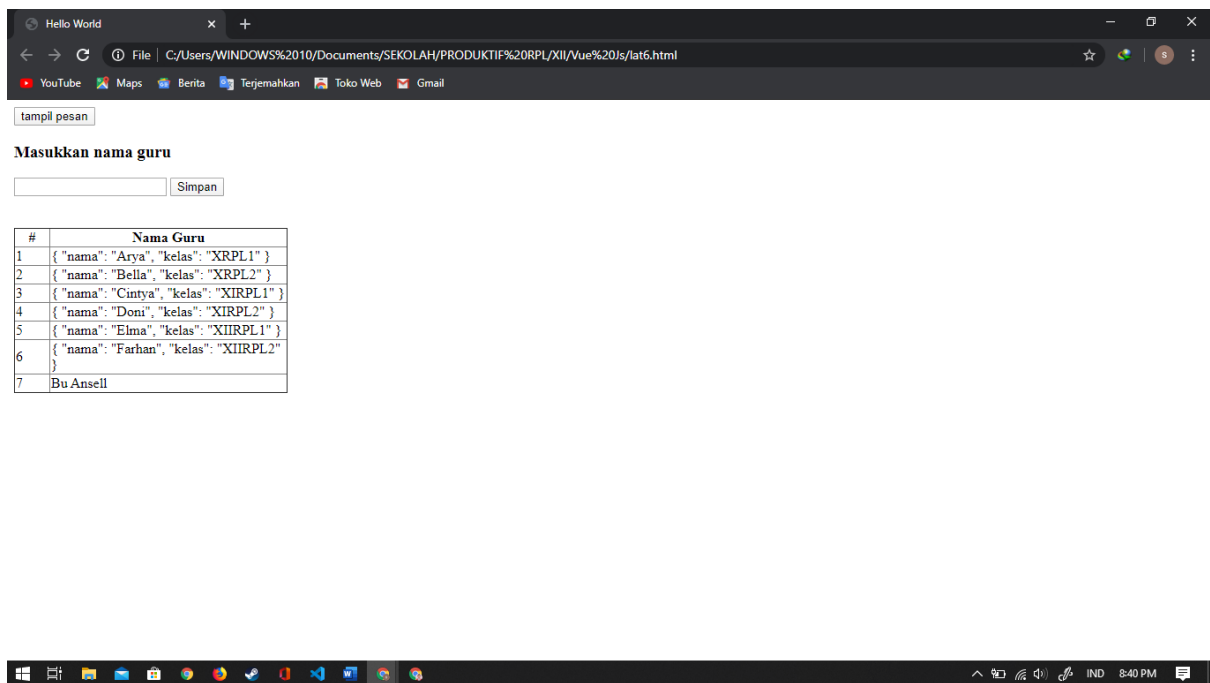 Hello World
File | C:/Users/WINDOWS%2010/Documents/SEKOLAH/PRODUKTIF%20RPL/XII/Vue%20Js/lat6.html
S
YouTube Maps Berita Terjemahkan Toko Web Gmail
tampil pesan
Masukkan nama guru
Simpan
# Nama Guru
1 { "nama": "Arya", "kelas": "XRPL1" }
2 { "nama": "Bella", "kelas": "XRPL2" }
3 { "nama": "Cintya", "kelas": "XIRPL1" }
4 { "nama": "Doni", "kelas": "XIRPL2" }
5 { "nama": "Elma", "kelas": "XIIRPL1" }
6 { "nama": "Farhan", "kelas": "XIIRPL2"
}
7 Bu Ansell
IND 8:40 PM